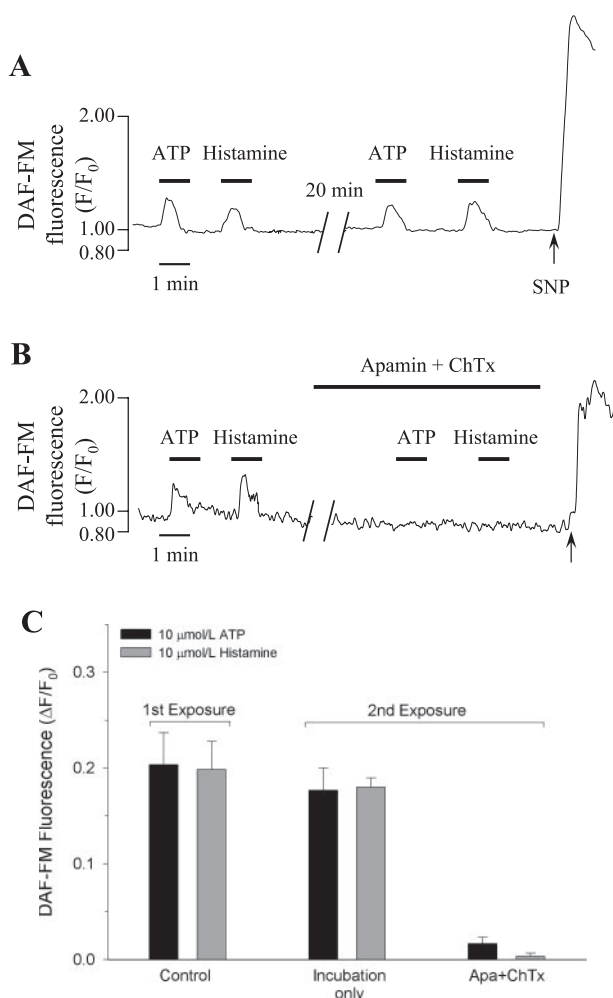 A
DAF-FM
fluorescence
(F/F0)
2.00
1.00
0.80
ATP Histamine
20 min
ATP Histamine
1 min
SNP
B
DAF-FM
fluorescence
(F/F0)
2.00
1.00
0.80
Apamin + ChTx
ATP Histamine
ATP Histamine
1 min
C
DAF-FM Fluorescence (ΔF/F0)
0.3
0.2
0.1
0.0
10 μmol/L ATP
10 μmol/L Histamine
1st Exposure
2nd Exposure
Control
Incubation
only
Apa+ChTx